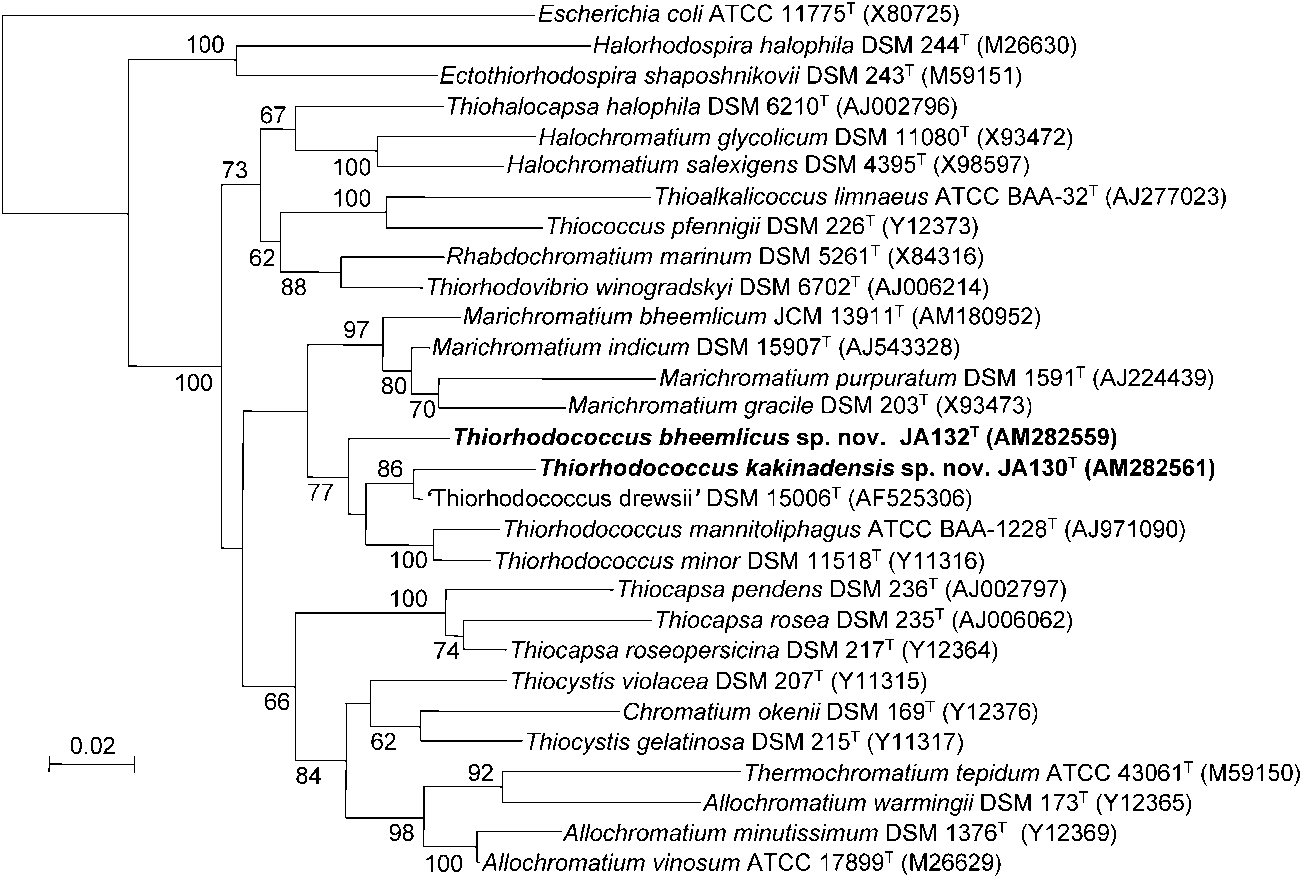 Escherichia coli ATCC 11775ᵀ (X80725)
100
Halorhodospira halophila DSM 244ᵀ (M26630)
Ectothiorhodospira shaposhnikovii DSM 243ᵀ (M59151)
Thiohalocapsa halophila DSM 6210ᵀ (AJ002796)
67
Halochromatium glycolicum DSM 11080ᵀ (X93472)
100
Halochromatium salexigens DSM 4395ᵀ (X98597)
73
Thioalkalicoccus limnaeus ATCC BAA-32ᵀ (AJ277023)
100
Thiococcus pfennigii DSM 226ᵀ (Y12373)
62
Rhabdochromatium marinum DSM 5261ᵀ (X84316)
88
Thiorhodovibrio winogradskyi DSM 6702ᵀ (AJ006214)
Marichromatium bheemlicum JCM 13911ᵀ (AM180952)
97
Marichromatium indicum DSM 15907ᵀ (AJ543328)
100
80
Marichromatium purpuratum DSM 1591ᵀ (AJ224439)
70
Marichromatium gracile DSM 203ᵀ (X93473)
Thiorhodococcus bheemlicus sp. nov. JA132ᵀ (AM282559)
86
Thiorhodococcus kakinadensis sp. nov. JA130ᵀ (AM282561)
77
'Thiorhodococcus drewsii' DSM 15006ᵀ (AF525306)
Thiorhodococcus mannitoliphagus ATCC BAA-1228ᵀ (AJ971090)
100
Thiorhodococcus minor DSM 11518ᵀ (Y11316)
Thiocapsa pendens DSM 236ᵀ (AJ002797)
100
Thiocapsa rosea DSM 235ᵀ (AJ006062)
74
Thiocapsa roseopersicina DSM 217ᵀ (Y12364)
Thiocystis violacea DSM 207ᵀ (Y11315)
66
Chromatium okenii DSM 169ᵀ (Y12376)
62
Thiocystis gelatinosa DSM 215ᵀ (Y11317)
0.02
84
92
Thermochromatium tepidum ATCC 43061ᵀ (M59150)
Allochromatium warmingii DSM 173ᵀ (Y12365)
98
Allochromatium minutissimum DSM 1376ᵀ (Y12369)
100
Allochromatium vinosum ATCC 17899ᵀ (M26629)